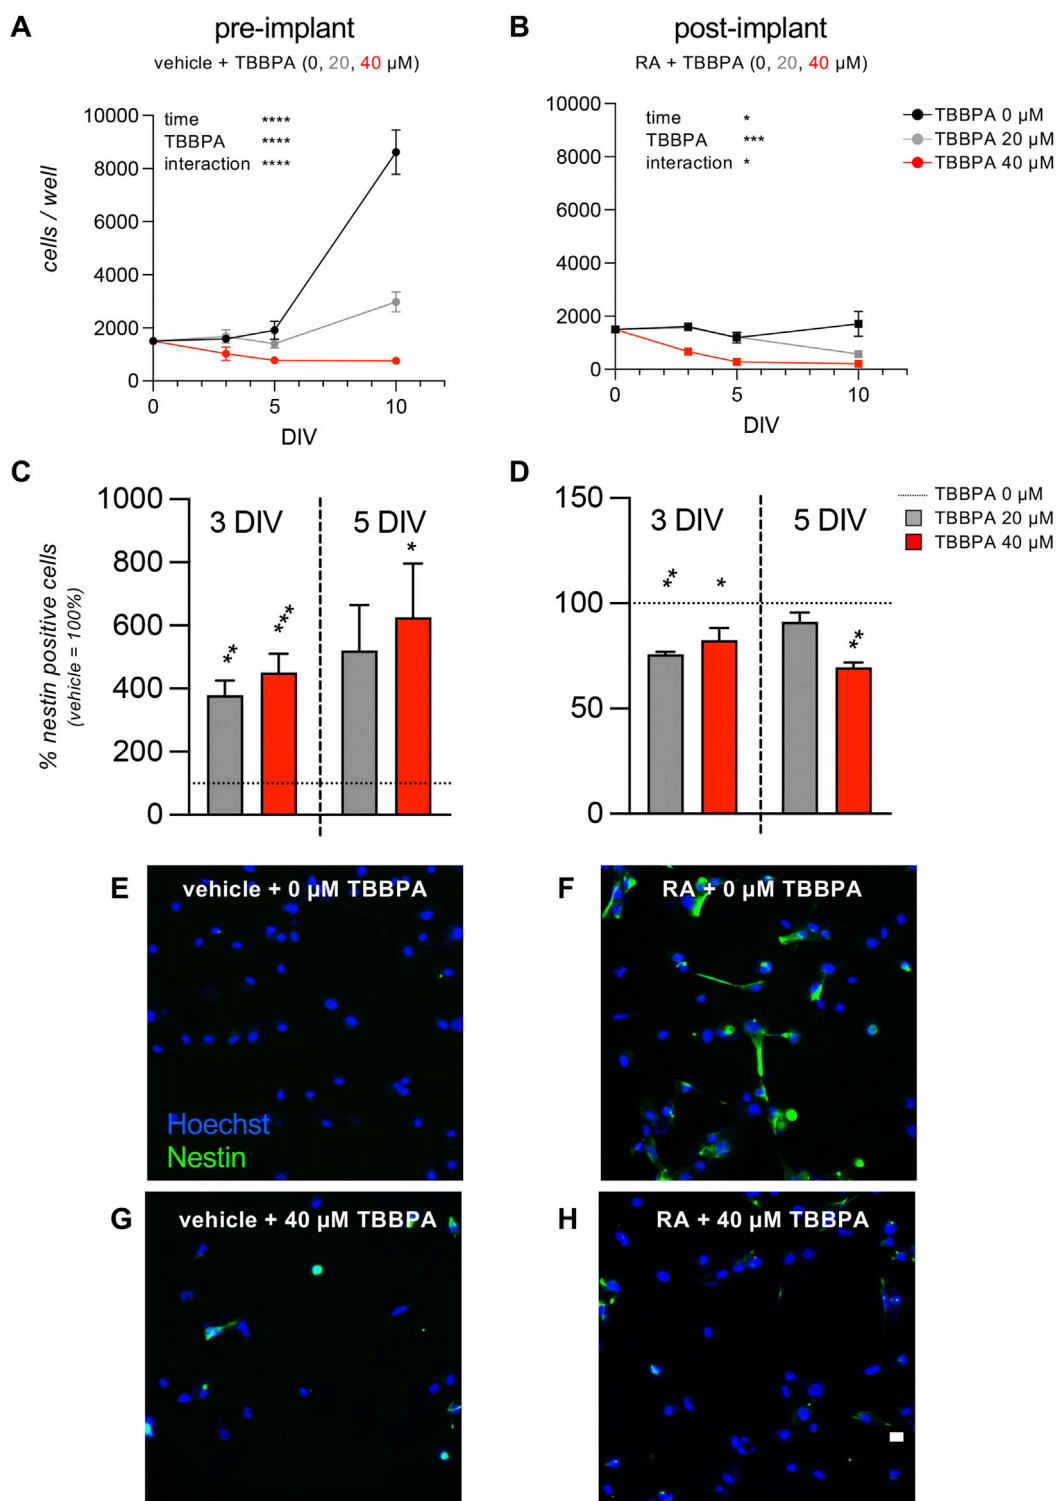 A
pre-implant
vehicle + TBBPA (0, 20, 40 µM)
time ****
TBBPA ****
interaction ****
10000
8000
6000
4000
2000
0
cells / well
0 5 10
DIV
B
post-implant
RA + TBBPA (0, 20, 40 µM)
time *
TBBPA ***
interaction *
10000
8000
6000
4000
2000
0
0 5 10
DIV
TBBPA 0 µM
TBBPA 20 µM
TBBPA 40 µM
C
% nestin positive cells
(vehicle = 100%)
1000
800
600
400
200
0
3 DIV
5 DIV
**
***
*
D
150
100
50
0
3 DIV
5 DIV
**
*
**
TBBPA 0 µM
TBBPA 20 µM
TBBPA 40 µM
E
vehicle + 0 µM TBBPA
Hoechst
Nestin
F
RA + 0 µM TBBPA
G
vehicle + 40 µM TBBPA
H
RA + 40 µM TBBPA